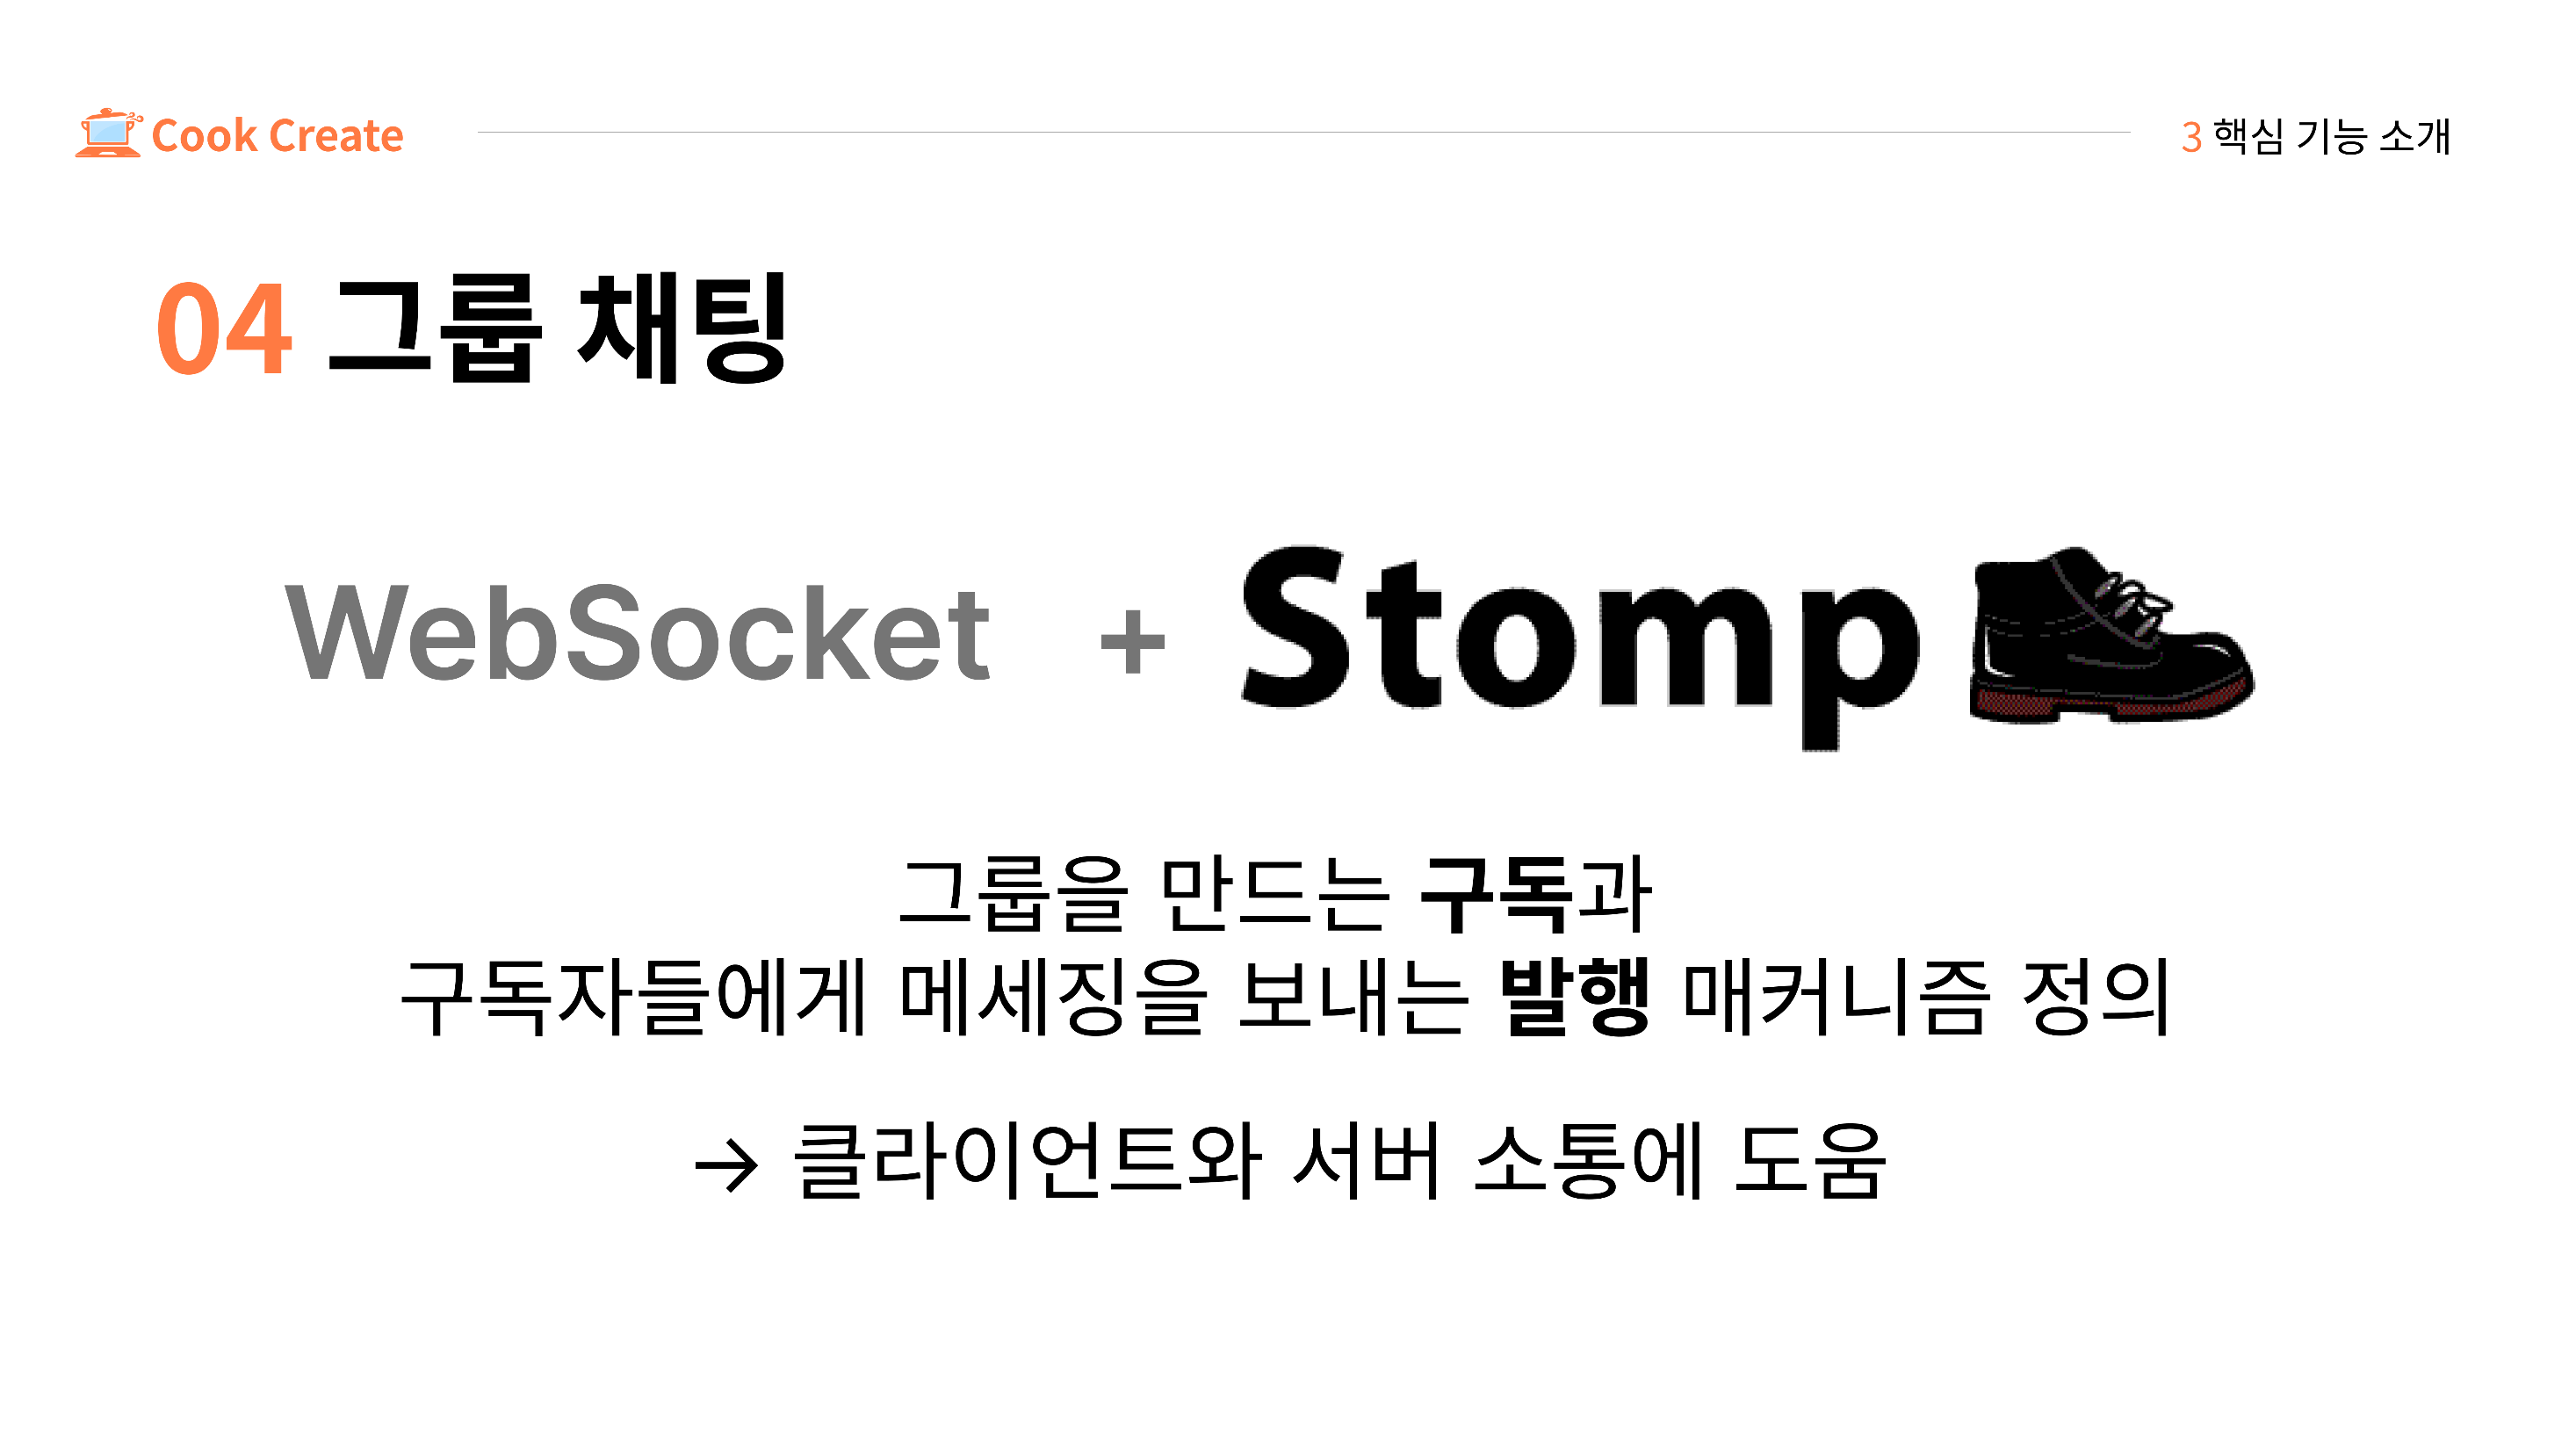 Cook Create
3 핵심 기능 소개
04 그룹 채팅
WebSocket + Stomp
그룹을 만드는 구독과
구독자들에게 메세징을 보내는 발행 매커니즘 정의
→ 클라이언트와 서버 소통에 도움